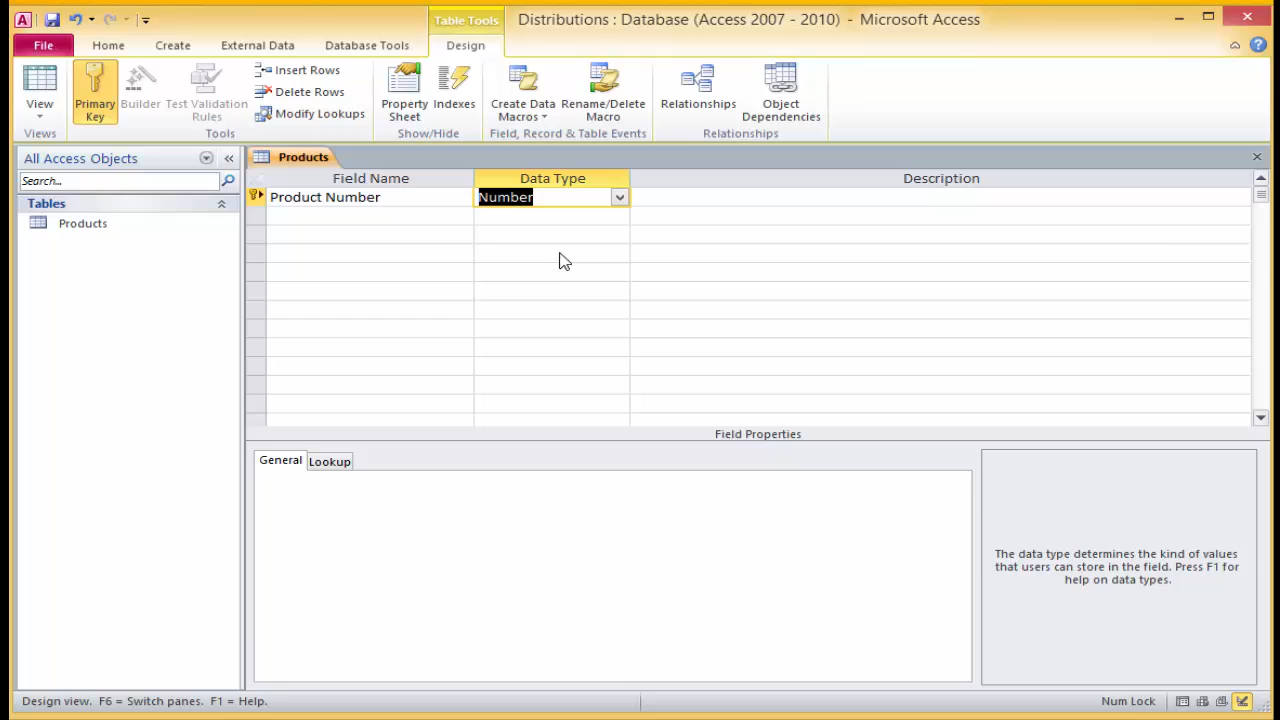 Table Tools
Distributions : Database (Access 2007 - 2010) - Microsoft Access
File Home Create External Data Database Tools Design
View
Primary Key
Builder
Test Validation Rules
Insert Rows
Delete Rows
Modify Lookups
Property Sheet
Indexes
Create Data Macros
Rename/Delete Macro
Relationships
Object Dependencies
Views Tools Show/Hide Field, Record & Table Events Relationships
All Access Objects
Search...
Tables
Products
Products
Field Name Data Type Description
Product Number Number
Field Properties
General Lookup
The data type determines the kind of values
that users can store in the field. Press F1 for
help on data types.
Design view. F6 = Switch panes. F1 = Help.
Num Lock